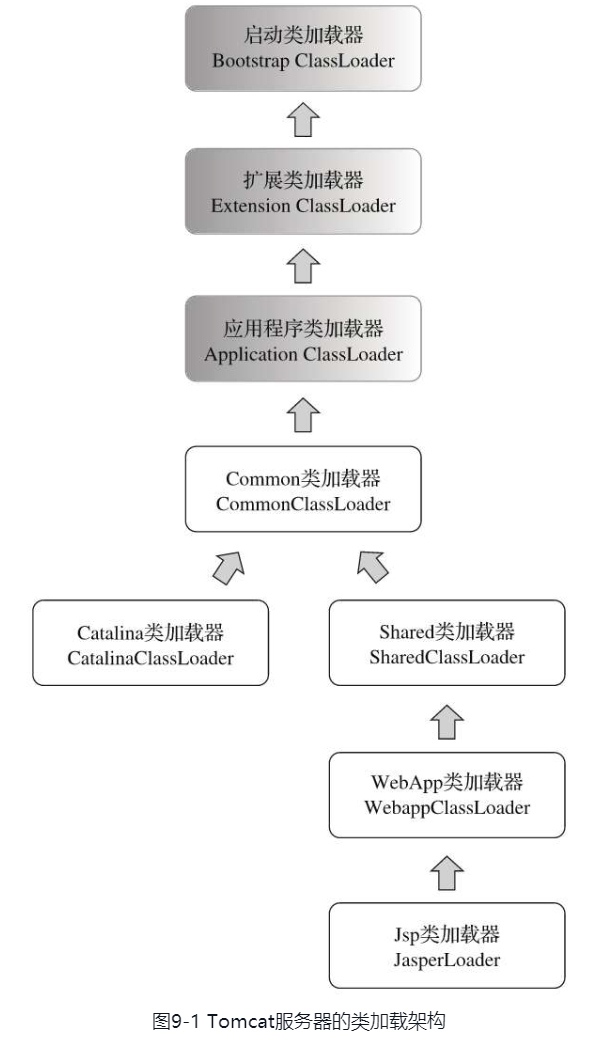 启动类加载器
Bootstrap ClassLoader
扩展类加载器
Extension ClassLoader
应用程序类加载器
Application ClassLoader
Common类加载器
CommonClassLoader
Catalina类加载器
CatalinaClassLoader
Shared类加载器
SharedClassLoader
WebApp类加载器
WebappClassLoader
Jsp类加载器
JasperLoader
图9-1 Tomcat服务器的类加载架构